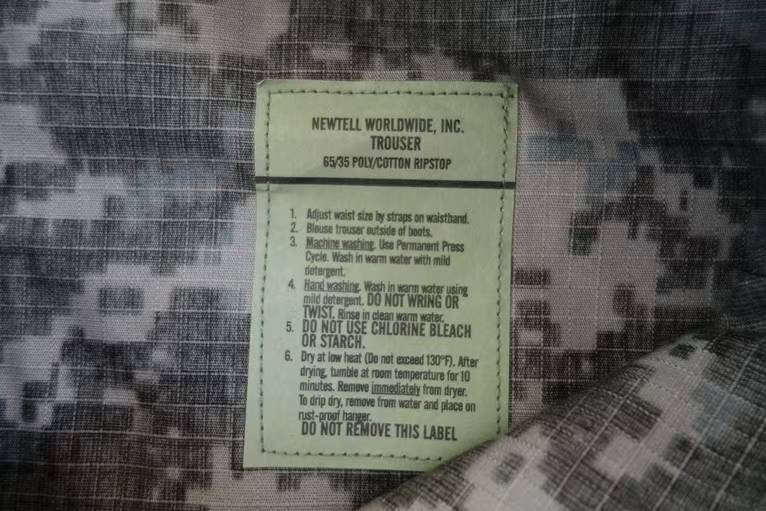 NEWTELL WORLDWIDE, INC.
TROUSER
65/35 POLY/COTTON RIPSTOP
1. Adjust waist size by straps on waistband.
2. Blouse trouser outside of boots.
3. Machine washing. Use Permanent Press
Cycle. Wash in warm water with mild
detergent.
4. Hand washing. Wash in warm water using
mild detergent. DO NOT WRING OR
TWIST. Rinse in clean warm water.
5. DO NOT USE CHLORINE BLEACH
OR STARCH.
6. Dry at low heat (Do not exceed 130°F). After
drying, tumble at room temperature for 10
minutes. Remove immediately from dryer.
To drip dry, remove from water and place on
rust-proof hanger.
DO NOT REMOVE THIS LABEL